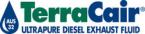 AUS
32
TerraCair®
ULTRAPURE DIESEL EXHAUST FLUID